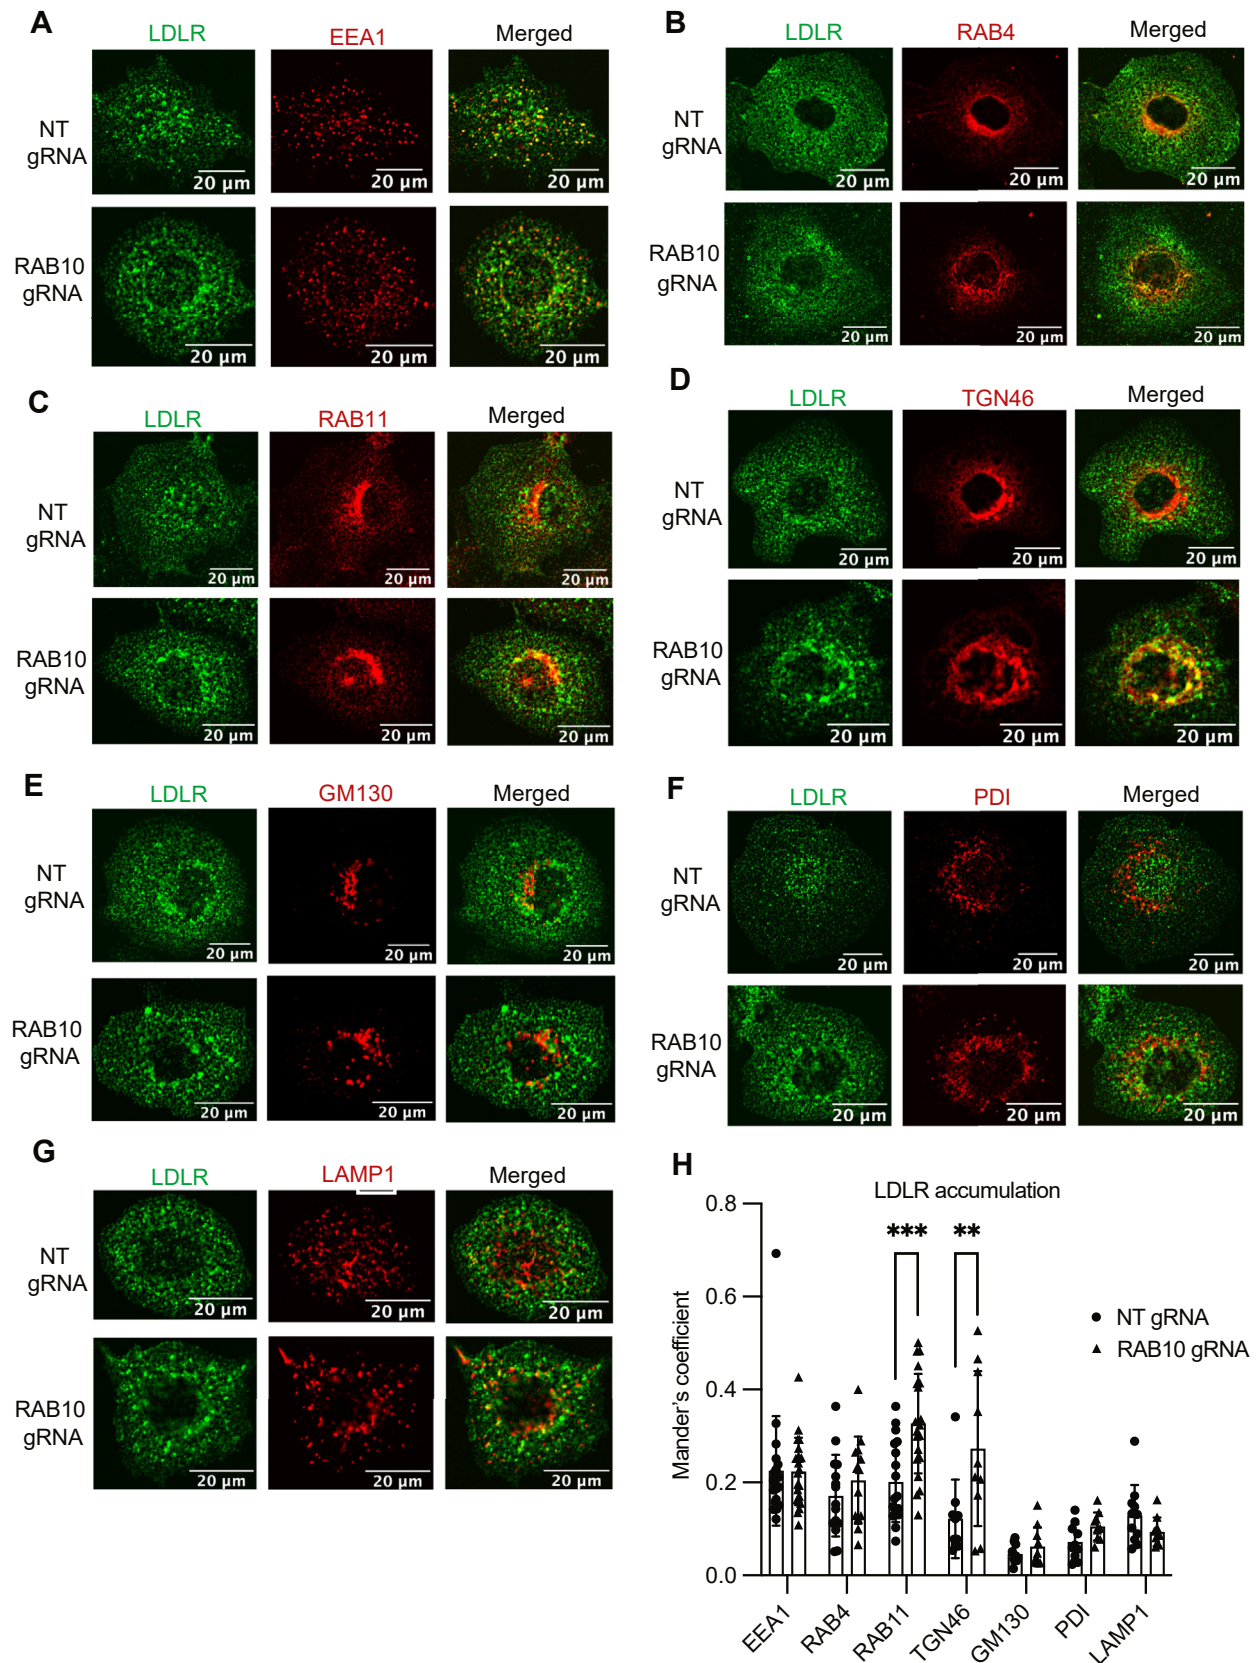 A
LDLR
EEA1
Merged
NT
gRNA
20 µm
20 µm
20 µm
RAB10
gRNA
20 µm
20 µm
20 µm
B
LDLR
RAB4
Merged
NT
gRNA
20 µm
20 µm
20 µm
RAB10
gRNA
20 µm
20 µm
20 µm
C
LDLR
RAB11
Merged
NT
gRNA
20 µm
20 µm
20 µm
RAB10
gRNA
20 µm
20 µm
20 µm
D
LDLR
TGN46
Merged
NT
gRNA
20 µm
20 µm
20 µm
RAB10
gRNA
20 µm
20 µm
20 µm
E
LDLR
GM130
Merged
NT
gRNA
20 µm
20 µm
20 µm
RAB10
gRNA
20 µm
20 µm
20 µm
F
LDLR
PDI
Merged
NT
gRNA
20 µm
20 µm
20 µm
RAB10
gRNA
20 µm
20 µm
20 µm
G
LDLR
LAMP1
Merged
NT
gRNA
20 µm
20 µm
20 µm
RAB10
gRNA
20 µm
20 µm
20 µm
H
LDLR accumulation
Mander's coefficient
0.8
0.6
0.4
0.2
0.0
*** **
NT gRNA
RAB10 gRNA
EEA1
RAB4
RAB11
TGN46
GM130
PDI
LAMP1